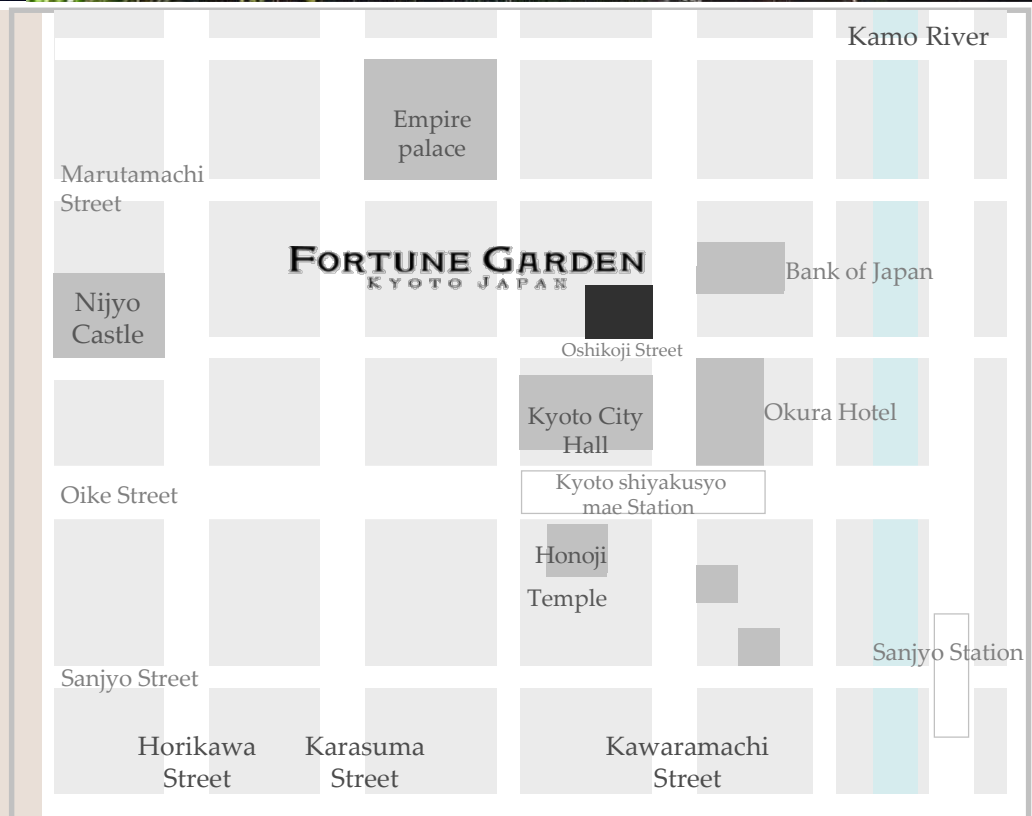 Kamo River
Empire
palace
Marutamachi
Street
FORTUNE GARDEN
KYOTO JAPAN
Bank of Japan
Nijyo
Castle
Oshikoji Street
Kyoto City
Hall
Okura Hotel
Kyoto shiyakusyo
mae Station
Oike Street
Honoji
Temple
Sanjyo Station
Sanjyo Street
Horikawa
Street
Karasuma
Street
Kawaramachi
Street